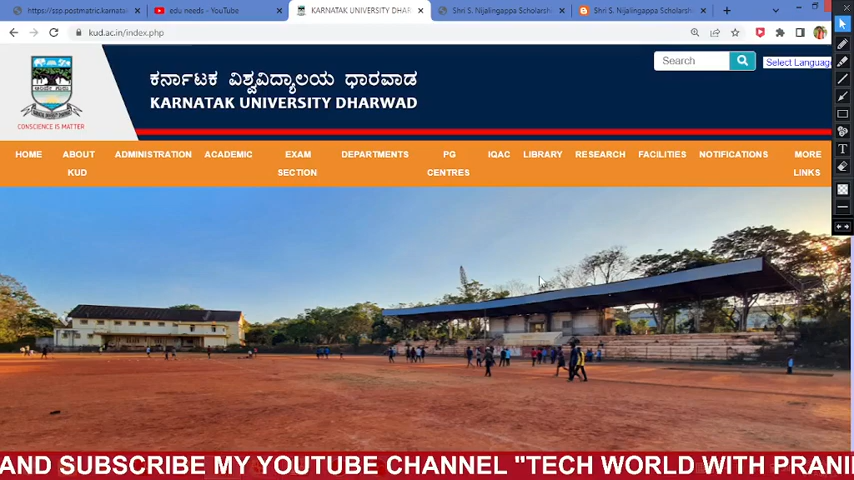 https://ssp.postmatric.karnatak
edu needs - YouTube
KARNATAK UNIVERSITY DHAR
Shri S. Nijalingappa Scholarsh
Shri S. Nijalingappa Scholarsh
kud.ac.in/index.php
ಕರ್ನಾಟಕ ವಿಶ್ವವಿದ್ಯಾಲಯ ಧಾರವಾಡ
KARNATAK UNIVERSITY DHARWAD
CONSCIENCE IS MATTER
Search
Select Languag
HOME
ABOUT KUD
ADMINISTRATION
ACADEMIC
EXAM SECTION
DEPARTMENTS
PG CENTRES
IQAC
LIBRARY
RESEARCH
FACILITIES
NOTIFICATIONS
MORE LINKS
AND SUBSCRIBE MY YOUTUBE CHANNEL "TECH WORLD WITH PRANI